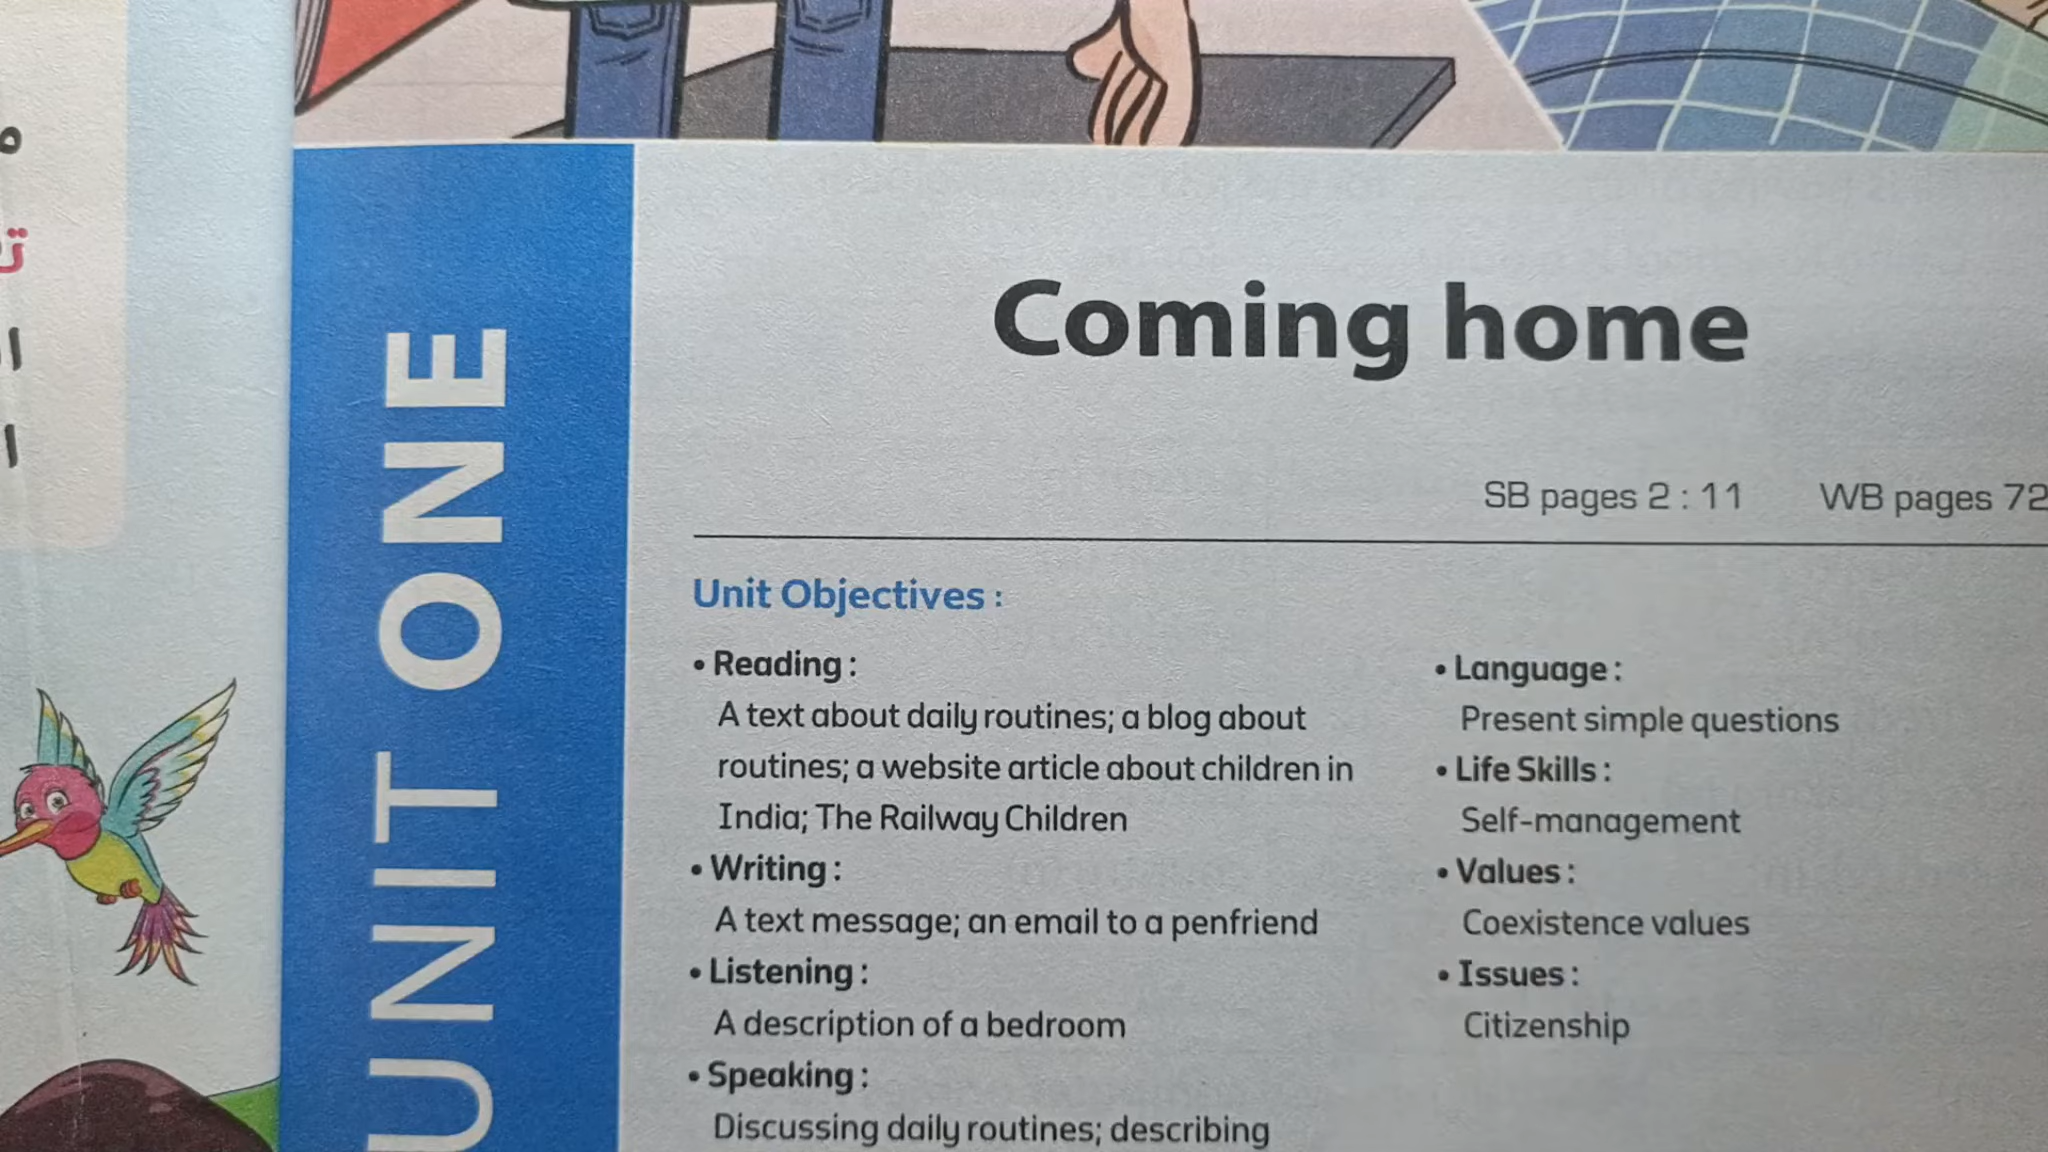 UNIT ONE
Coming home
SB pages 2 : 11 WB pages 72
Unit Objectives :
• Reading :
A text about daily routines; a blog about
routines; a website article about children in
India; The Railway Children
• Writing :
A text message; an email to a penfriend
• Listening :
A description of a bedroom
• Speaking :
Discussing daily routines; describing
• Language :
Present simple questions
• Life Skills :
Self-management
• Values :
Coexistence values
• Issues :
Citizenship